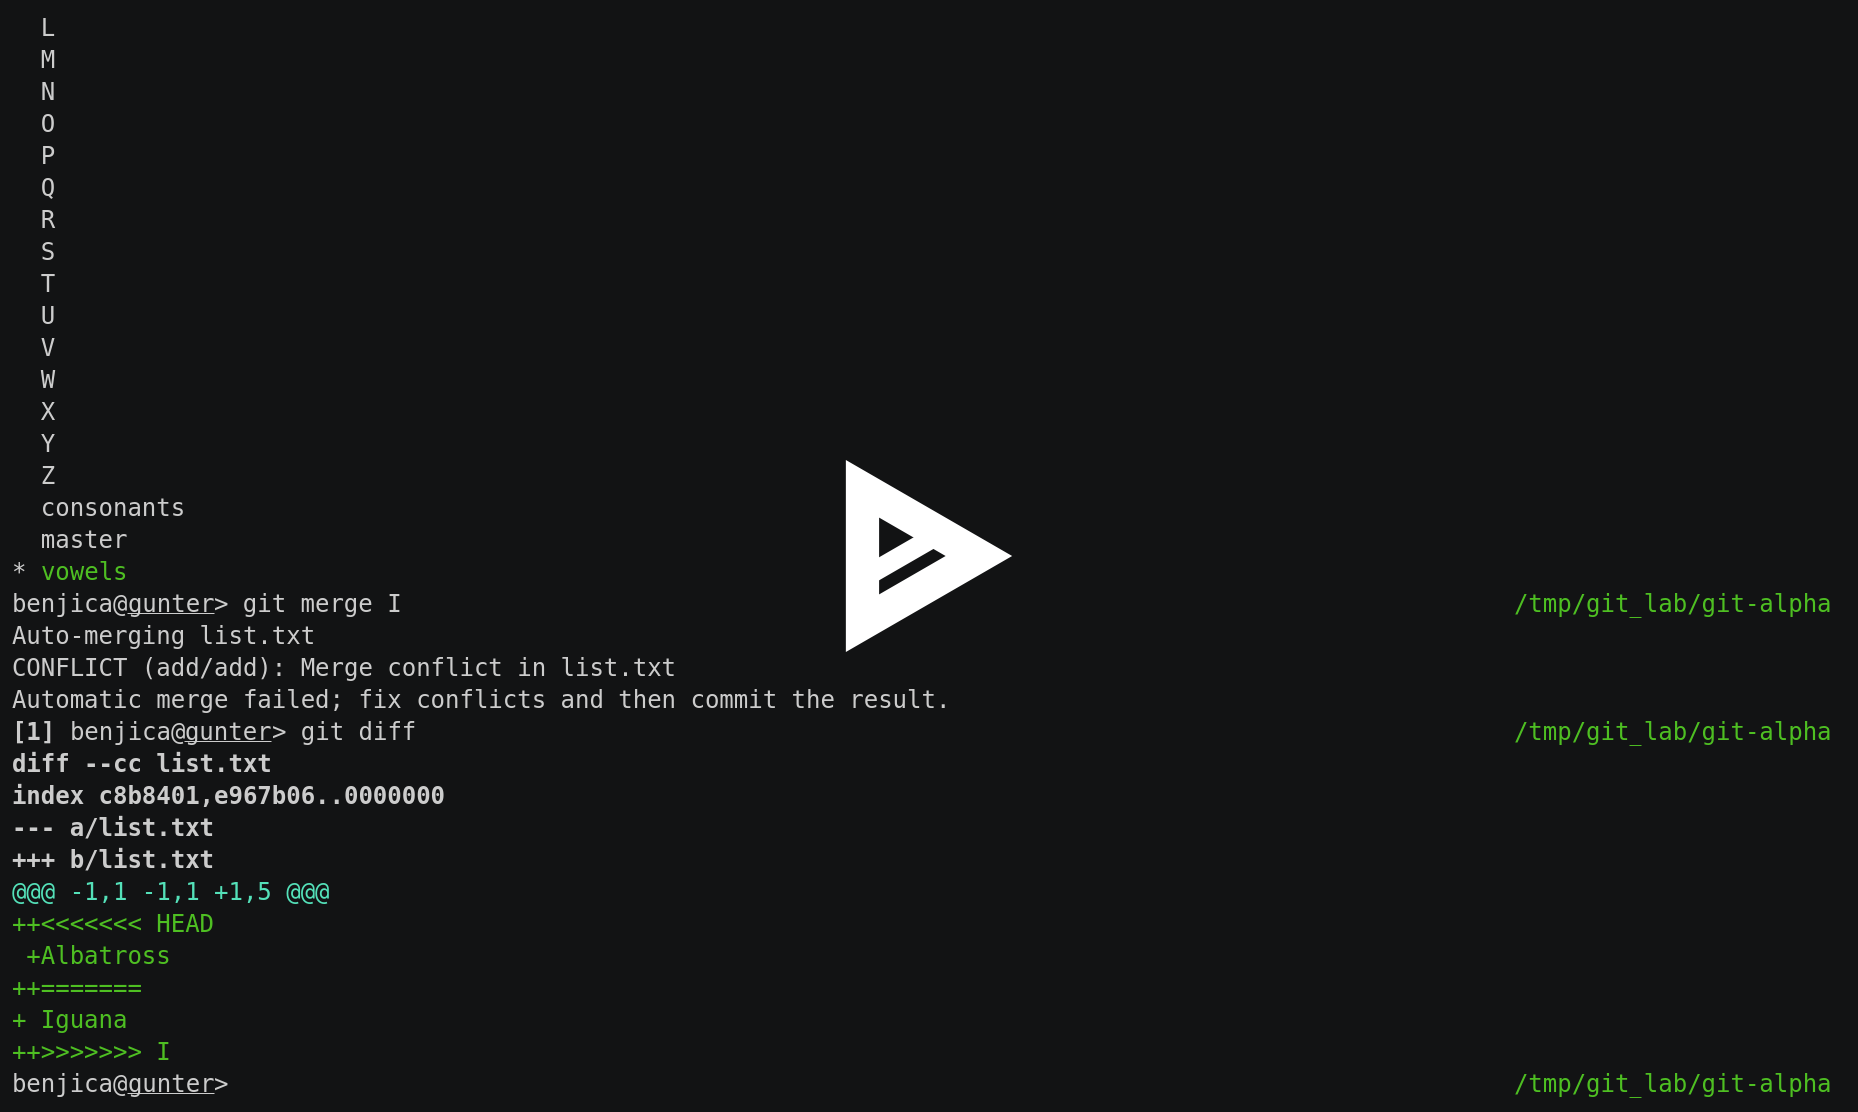 L
  M
  N
  O
  P
  Q
  R
  S
  T
  U
  V
  W
  X
  Y
  Z
  consonants
  master
* vowels
benjica@gunter> git merge I /tmp/git_lab/git-alpha
Auto-merging list.txt
CONFLICT (add/add): Merge conflict in list.txt
Automatic merge failed; fix conflicts and then commit the result.
[1] benjica@gunter> git diff /tmp/git_lab/git-alpha
diff --cc list.txt
index c8b8401,e967b06..0000000
--- a/list.txt
+++ b/list.txt
@@@ -1,1 -1,1 +1,5 @@@
++<<<<<<< HEAD
 +Albatross
++=======
+ Iguana
++>>>>>>> I
benjica@gunter> /tmp/git_lab/git-alpha